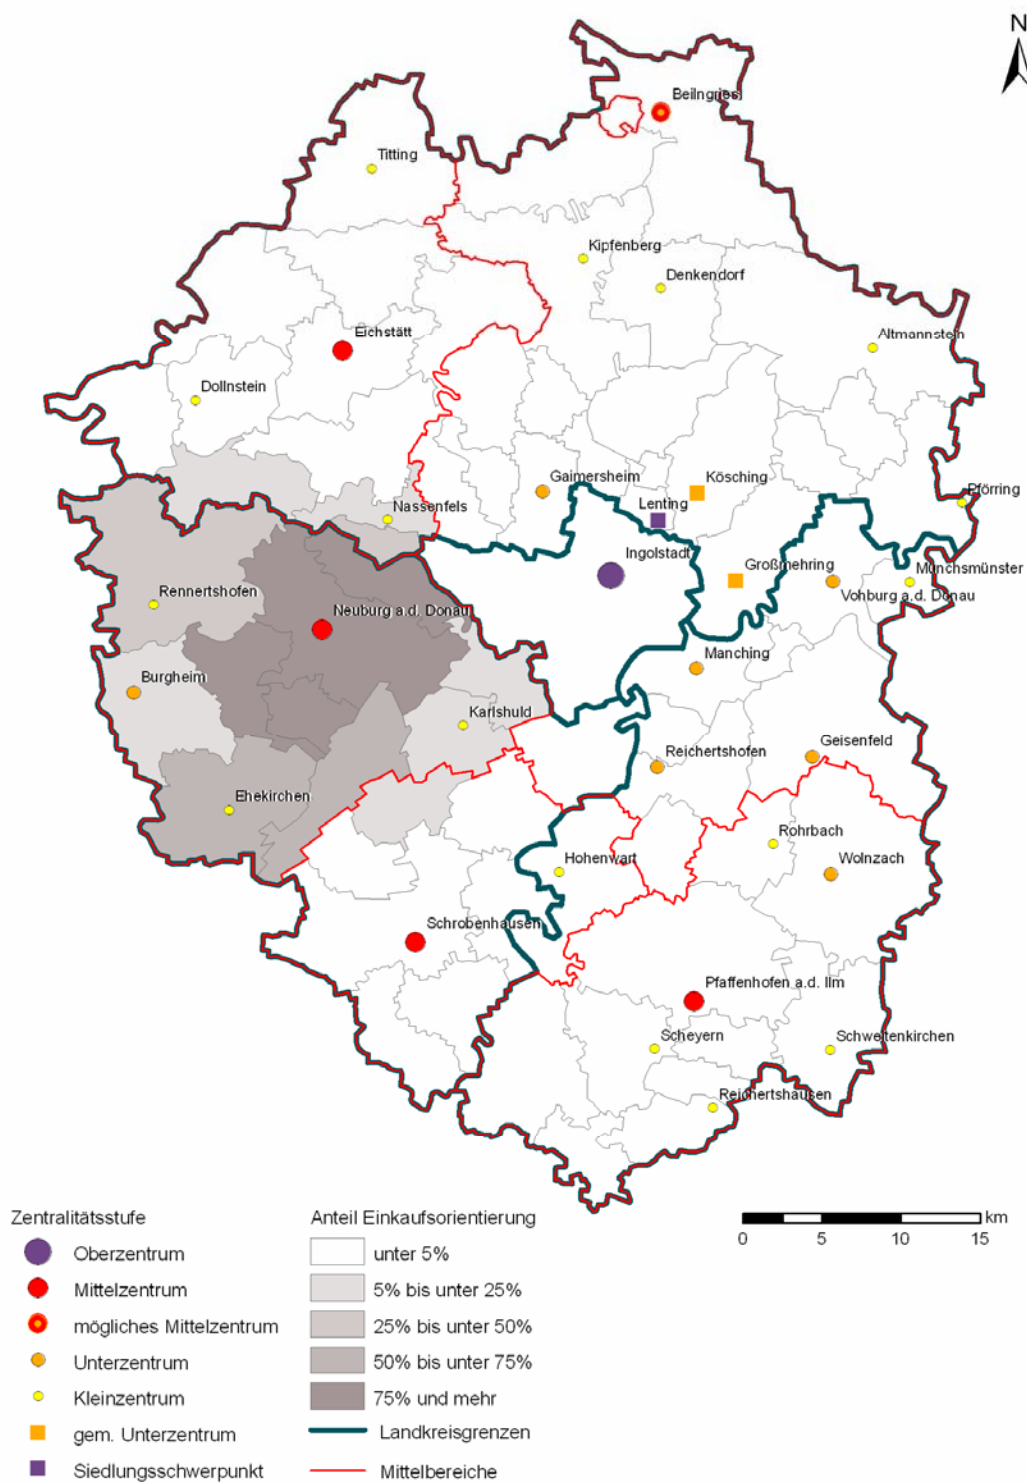 N
Beilngries
Titting
Kipfenberg
Denkendorf
Eichstätt
Altmannstein
Dollnstein
Gaimersheim
Kösching
Pförring
Nassenfels
Lenting
Ingolstadt
Großmehring
Münchsmünster
Rennertshofen
Vohburg a.d. Donau
Neuburg a.d. Donau
Manching
Burgheim
Karlshuld
Geisenfeld
Reichertshofen
Ehekirchen
Rohrbach
Hohenwart
Wolnzach
Schrobenhausen
Pfaffenhofen a.d. Ilm
Scheyern
Schweitenkirchen
Reichertshausen
km
0 5 10 15
Zentralitätsstufe
Oberzentrum
Mittelzentrum
mögliches Mittelzentrum
Unterzentrum
Kleinzentrum
gem. Unterzentrum
Siedlungsschwerpunkt
Anteil Einkaufsorientierung
unter 5%
5% bis unter 25%
25% bis unter 50%
50% bis unter 75%
75% und mehr
Landkreisgrenzen
Mittelbereiche